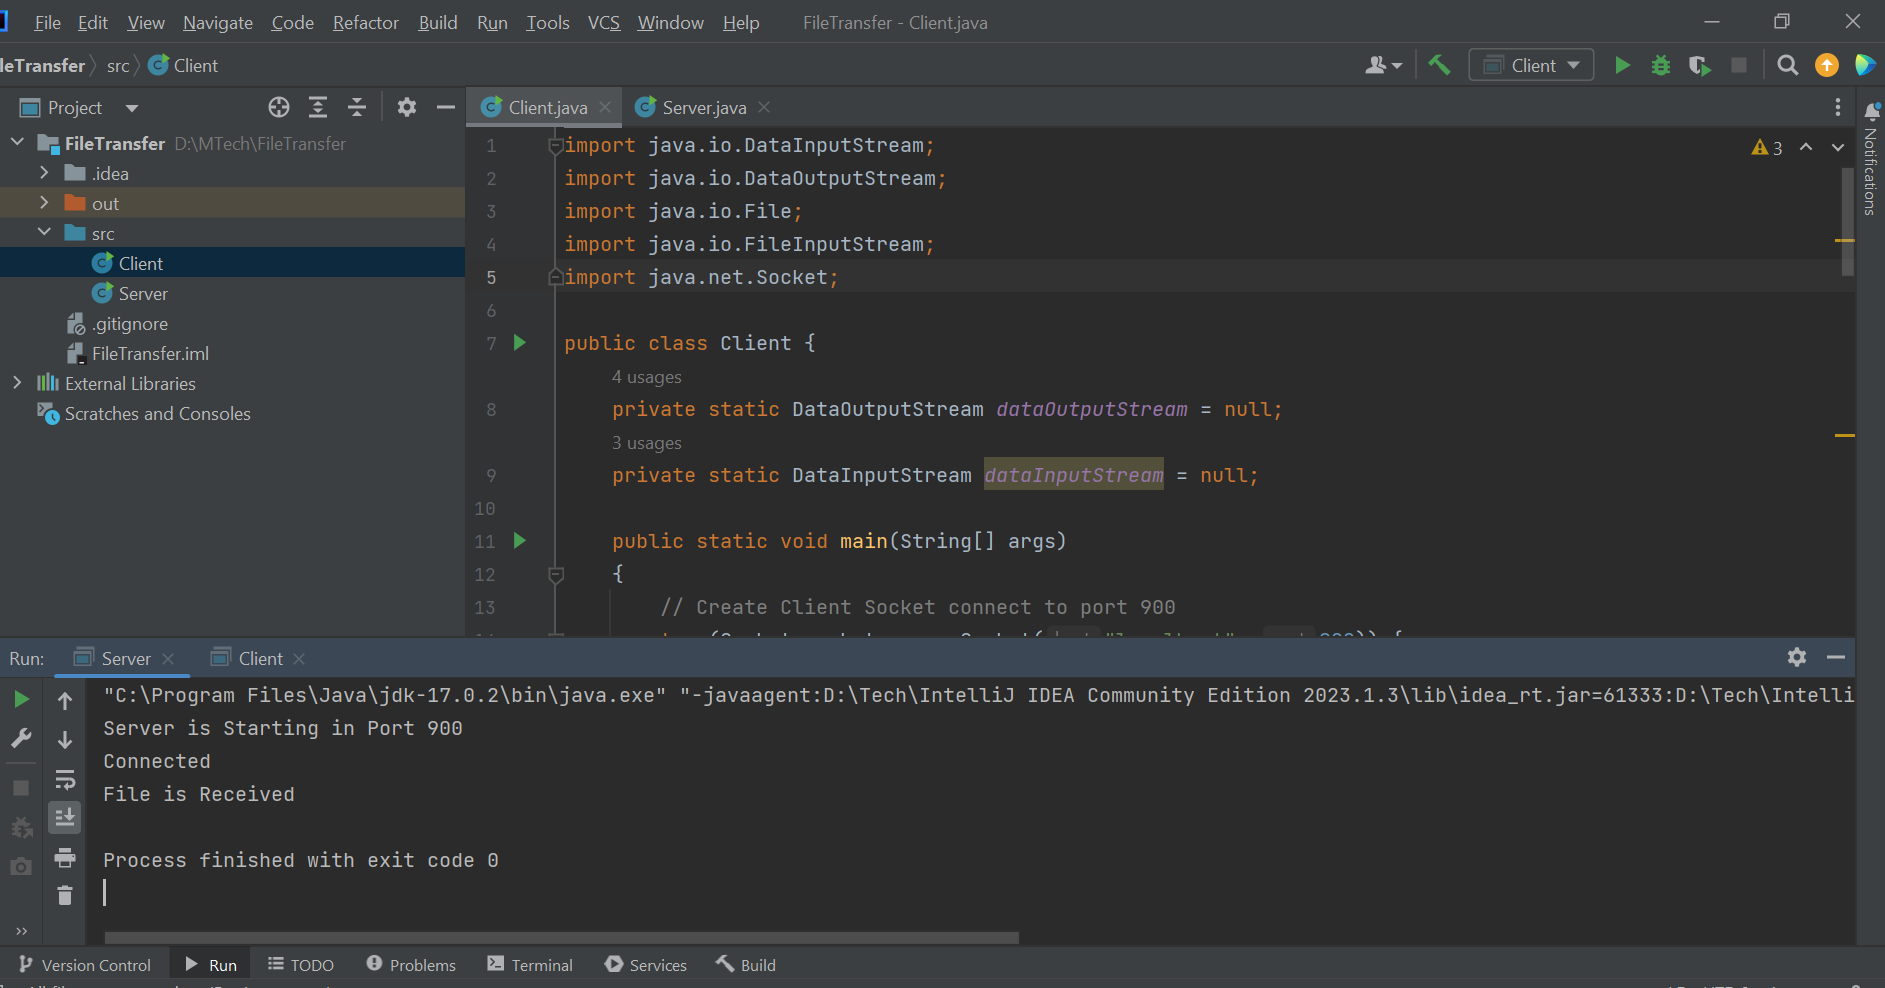 File Edit View Navigate Code Refactor Build Run Tools VCS Window Help FileTransfer - Client.java
leTransfer src Client
Client
Project
Client.java Server.java
FileTransfer D:\MTech\FileTransfer
.idea
out
src
Client
Server
.gitignore
FileTransfer.iml
External Libraries
Scratches and Consoles
1 import java.io.DataInputStream;
2 import java.io.DataOutputStream;
3 import java.io.File;
4 import java.io.FileInputStream;
5 import java.net.Socket;
6
7 public class Client {
4 usages
8 private static DataOutputStream dataOutputStream = null;
3 usages
9 private static DataInputStream dataInputStream = null;
10
11 public static void main(String[] args)
12 {
13 // Create Client Socket connect to port 900
3
Notifications
Run: Server Client
"C:\Program Files\Java\jdk-17.0.2\bin\java.exe" "-javaagent:D:\Tech\IntelliJ IDEA Community Edition 2023.1.3\lib\idea_rt.jar=61333:D:\Tech\Intelli
Server is Starting in Port 900
Connected
File is Received
Process finished with exit code 0
Version Control Run TODO Problems Terminal Services Build